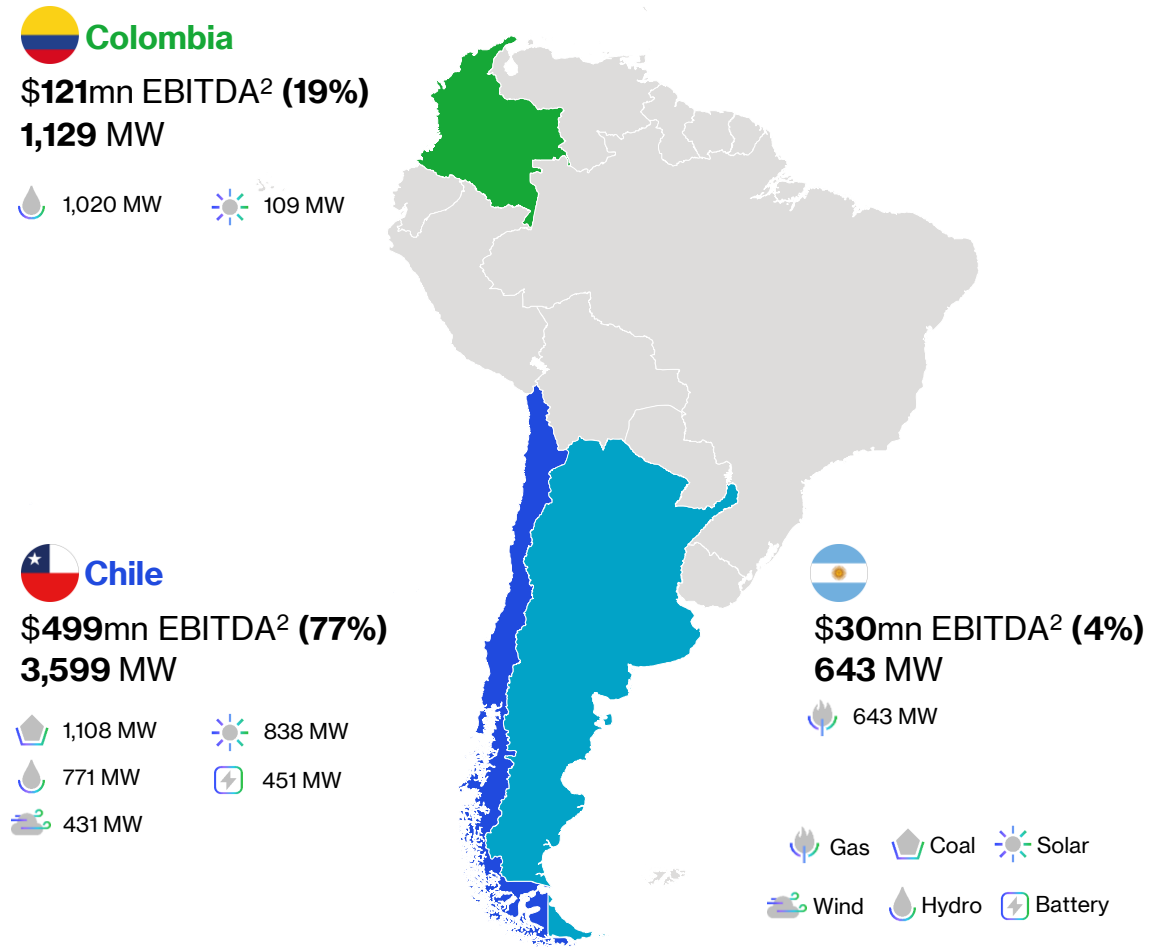 Colombia
$121mn EBITDA² (19%)
1,129 MW
1,020 MW
109 MW
Chile
$499mn EBITDA² (77%)
3,599 MW
1,108 MW
838 MW
771 MW
451 MW
431 MW
$30mn EBITDA² (4%)
643 MW
643 MW
Gas
Coal
Solar
Wind
Hydro
Battery